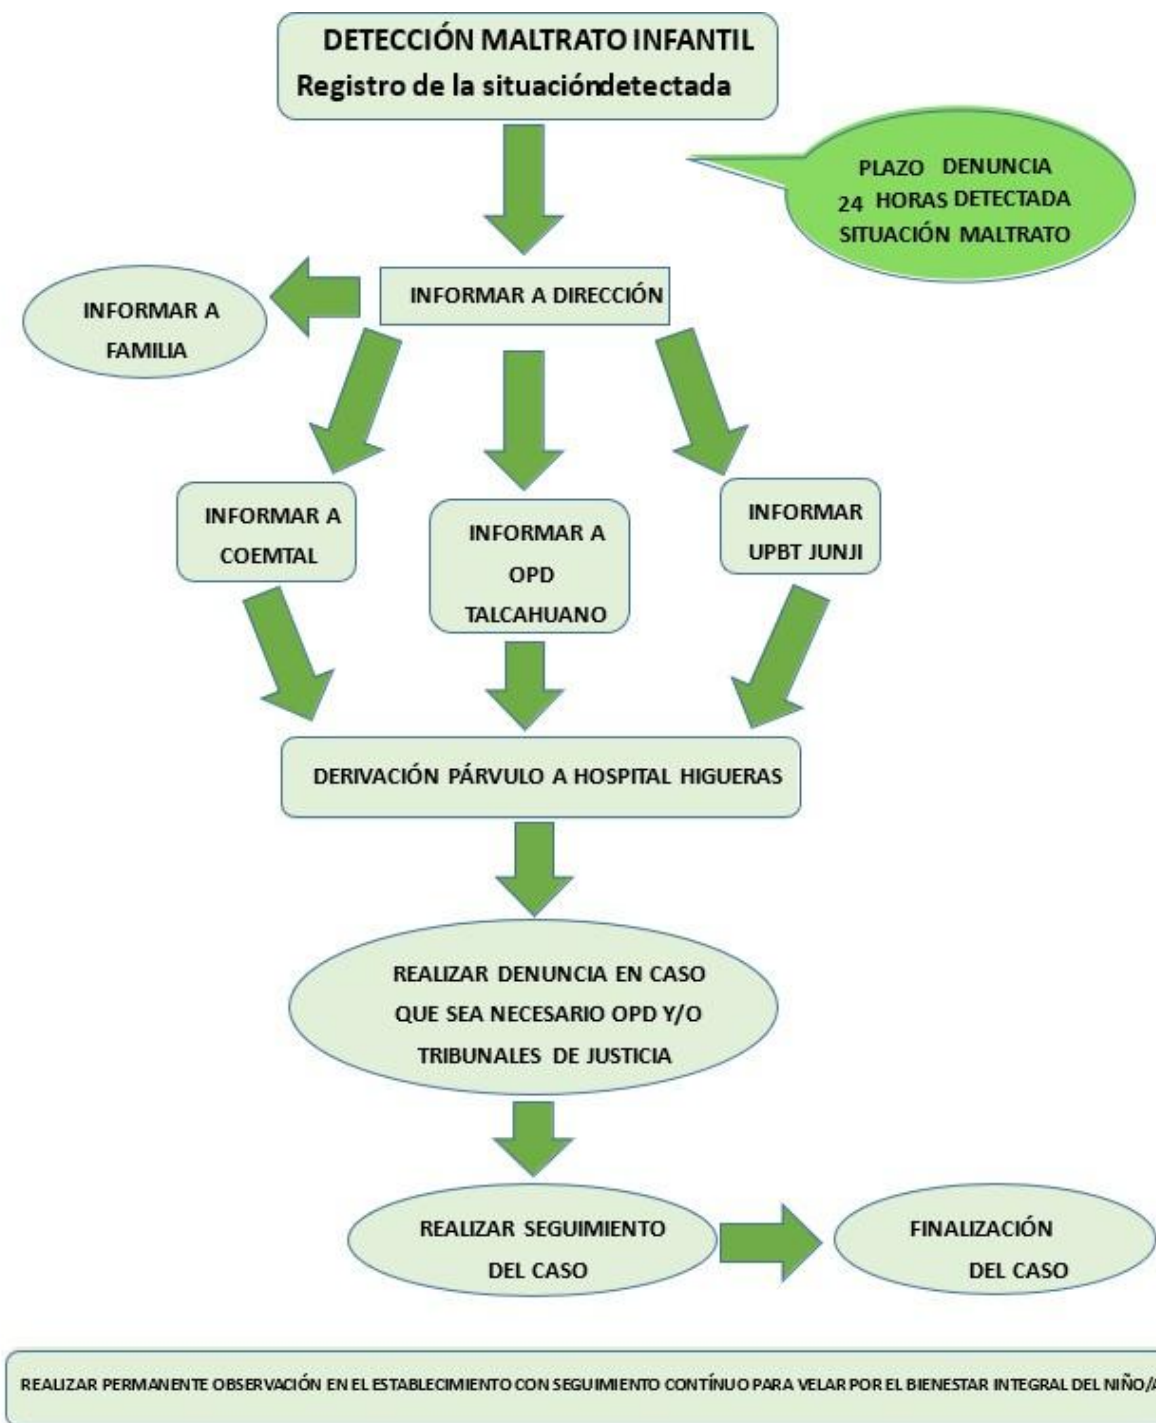 DETECCIÓN MALTRATO INFANTIL
Registro de la situacióndetectada
PLAZO DENUNCIA
24 HORAS DETECTADA
SITUACIÓN MALTRATO
INFORMAR A DIRECCIÓN
INFORMAR A
FAMILIA
INFORMAR A
COEMTAL
INFORMAR A
OPD
TALCAHUANO
INFORMAR
UPBT JUNJI
DERIVACIÓN PÁRVULO A HOSPITAL HIGUERAS
REALIZAR DENUNCIA EN CASO
QUE SEA NECESARIO OPD Y/O
TRIBUNALES DE JUSTICIA
REALIZAR SEGUIMIENTO
DEL CASO
FINALIZACIÓN
DEL CASO
REALIZAR PERMANENTE OBSERVACIÓN EN EL ESTABLECIMIENTO CON SEGUIMIENTO CONTÍNUO PARA VELAR POR EL BIENESTAR INTEGRAL DEL NIÑO/A